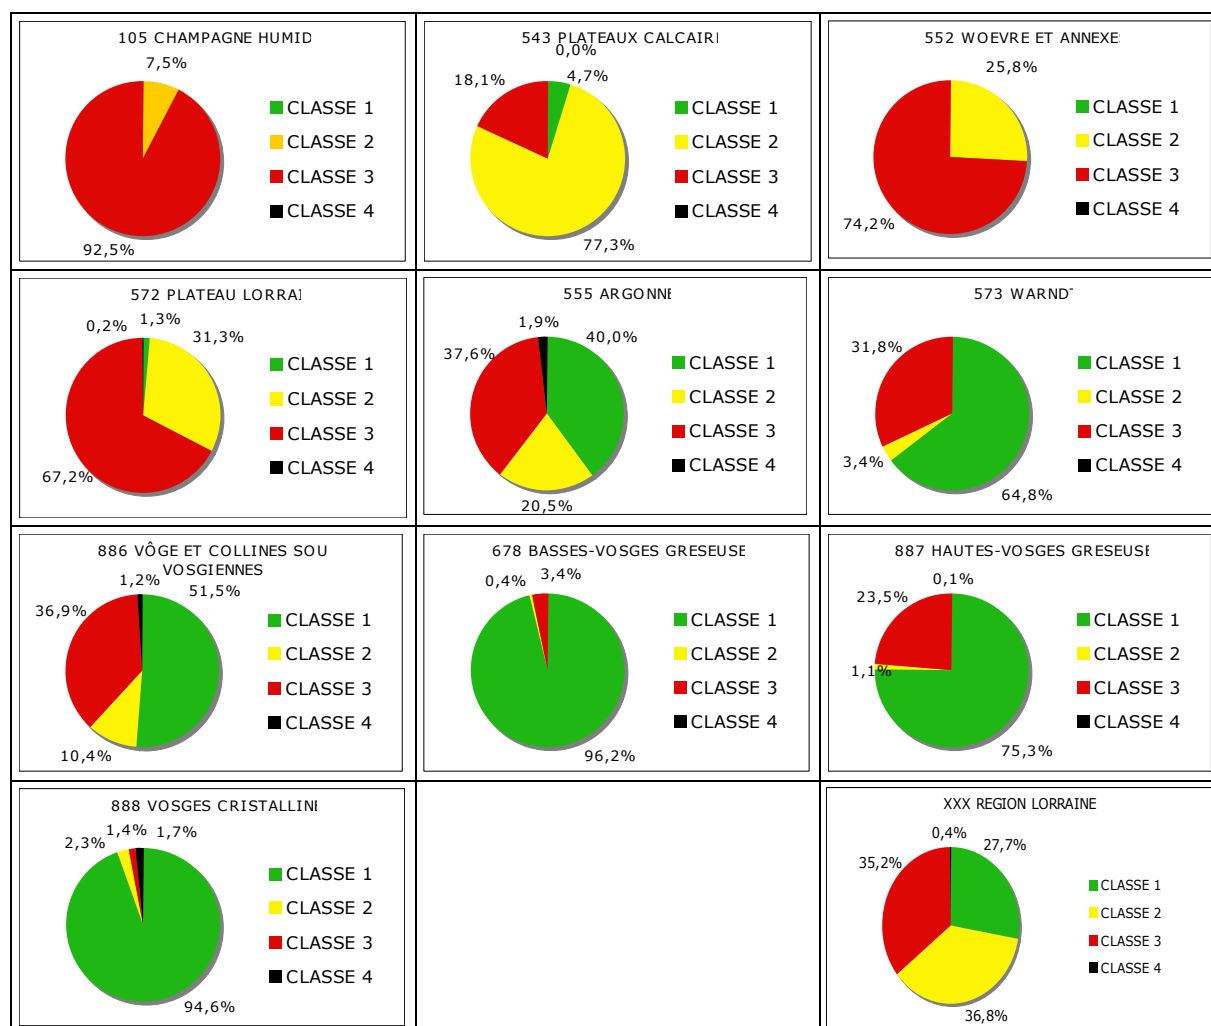 105 CHAMPAGNE HUMID
7,5%
92,5%
CLASSE 1
CLASSE 2
CLASSE 3
CLASSE 4
543 PLATEAUX CALCAIRI
0,0%
4,7%
18,1%
77,3%
CLASSE 1
CLASSE 2
CLASSE 3
CLASSE 4
552 WOEVRE ET ANNEXE
25,8%
74,2%
CLASSE 1
CLASSE 2
CLASSE 3
CLASSE 4
572 PLATEAU LORRAI
0,2%
1,3%
31,3%
67,2%
CLASSE 1
CLASSE 2
CLASSE 3
CLASSE 4
555 ARGONNE
1,9%
40,0%
37,6%
20,5%
CLASSE 1
CLASSE 2
CLASSE 3
CLASSE 4
573 WARND
31,8%
3,4%
64,8%
CLASSE 1
CLASSE 2
CLASSE 3
CLASSE 4
886 VÔGE ET COLLINES SOU
VOSGIENNES
1,2%
51,5%
36,9%
10,4%
CLASSE 1
CLASSE 2
CLASSE 3
CLASSE 4
678 BASSES-VOSGES GRESEUSE
0,4%
3,4%
96,2%
CLASSE 1
CLASSE 2
CLASSE 3
CLASSE 4
887 HAUTES-VOSGES GRESEUSE
0,1%
23,5%
1,1%
75,3%
CLASSE 1
CLASSE 2
CLASSE 3
CLASSE 4
888 VOSGES CRISTALLINE
2,3%
1,4%
1,7%
94,6%
CLASSE 1
CLASSE 2
CLASSE 3
CLASSE 4
XXX REGION LORRAINE
0,4%
27,7%
35,2%
36,8%
CLASSE 1
CLASSE 2
CLASSE 3
CLASSE 4